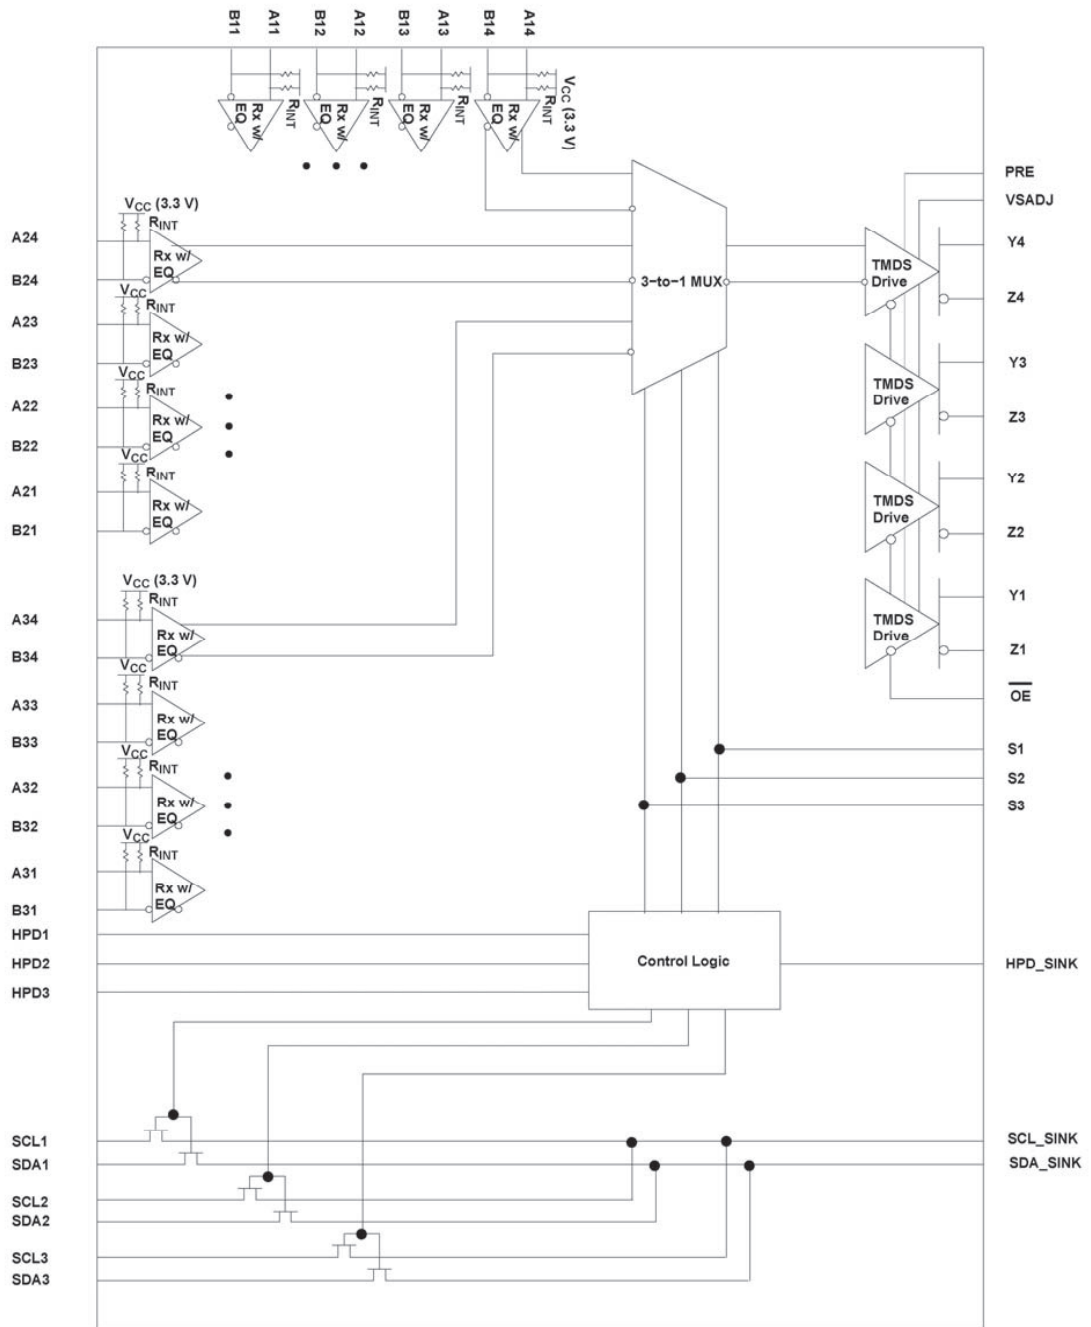 B11
A11
B12
A12
B13
A13
B14
A14
Rx w/
EQ
RINT
Rx w/
EQ
RINT
Rx w/
EQ
RINT
Rx w/
EQ
RINT
VCC (3.3 V)
PRE
VSADJ
VCC (3.3 V)
RINT
A24
Rx w/
EQ
B24
3-to-1 MUX
TMDS
Drive
Y4
Z4
VCC
RINT
A23
Rx w/
EQ
B23
TMDS
Drive
Y3
Z3
VCC
RINT
A22
Rx w/
EQ
B22
VCC
RINT
A21
Rx w/
EQ
B21
TMDS
Drive
Y2
Z2
VCC (3.3 V)
RINT
A34
Rx w/
EQ
B34
TMDS
Drive
Y1
Z1
OE
VCC
RINT
A33
Rx w/
EQ
B33
S1
S2
S3
VCC
RINT
A32
Rx w/
EQ
B32
VCC
RINT
A31
Rx w/
EQ
B31
HPD1
HPD2
HPD3
Control Logic
HPD_SINK
SCL1
SDA1
SCL_SINK
SDA_SINK
SCL2
SDA2
SCL3
SDA3